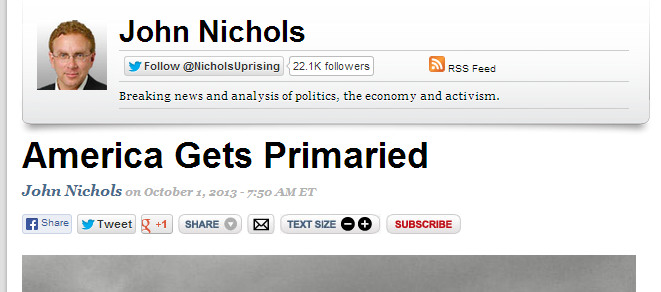 John Nichols
Follow @NicholsUprising 22.1K followers RSS Feed
Breaking news and analysis of politics, the economy and activism.
America Gets Primaried
John Nichols on October 1, 2013 - 7:50 AM ET
f Share Tweet g +1 SHARE TEXT SIZE SUBSCRIBE